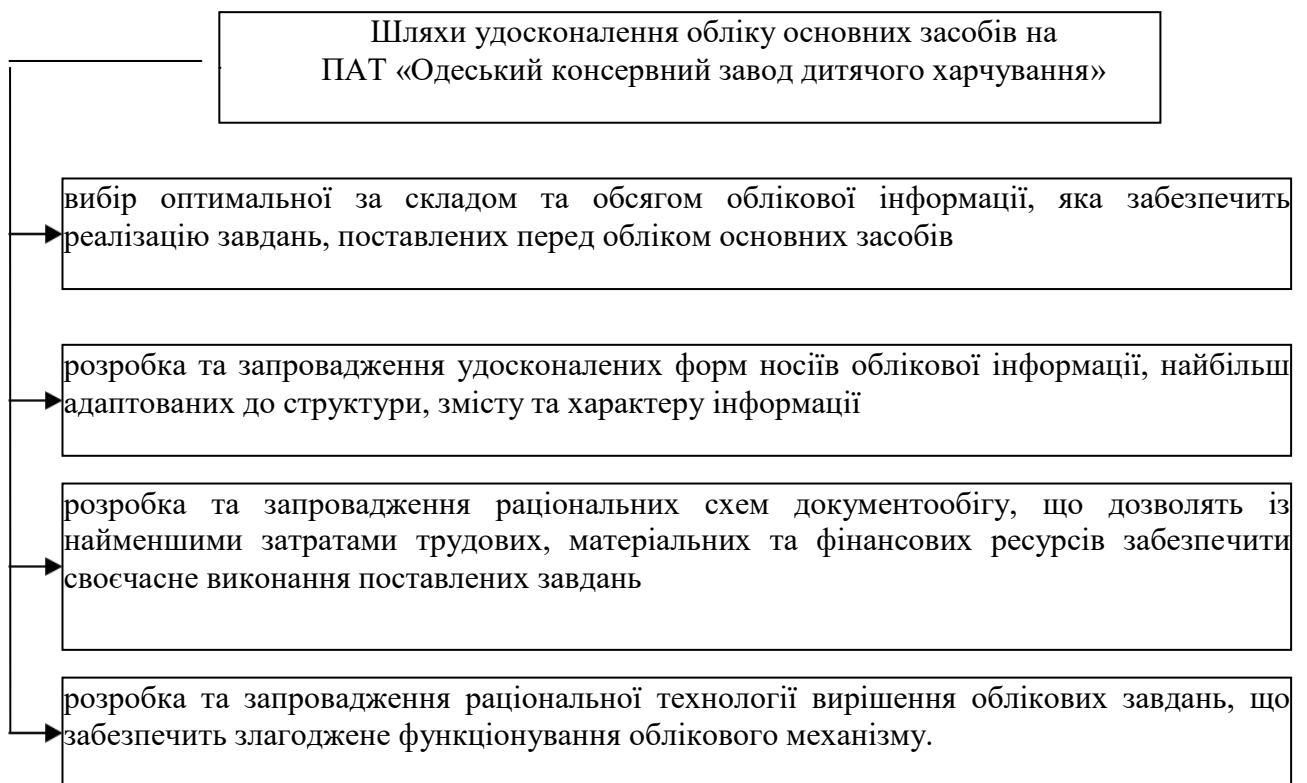 Шляхи удосконалення обліку основних засобів на
ПАТ «Одеський консервний завод дитячого харчування»
вибір оптимальної за складом та обсягом облікової інформації, яка забезпечить
реалізацію завдань, поставлених перед обліком основних засобів
розробка та запровадження удосконалених форм носіїв облікової інформації, найбільш
адаптованих до структури, змісту та характеру інформації
розробка та запровадження раціональних схем документообігу, що дозволять із
найменшими затратами трудових, матеріальних та фінансових ресурсів забезпечити
своєчасне виконання поставлених завдань
розробка та запровадження раціональної технології вирішення облікових завдань, що
забезпечить злагоджене функціонування облікового механізму.